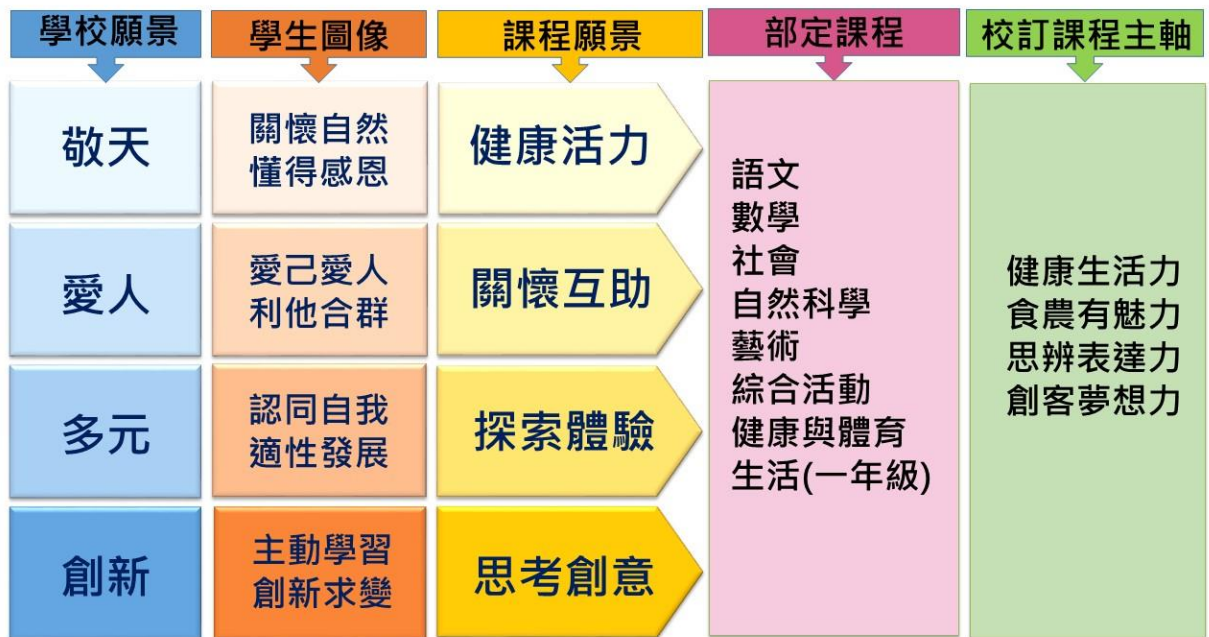 學校願景
學生圖像
課程願景
部定課程
校訂課程主軸
敬天
關懷自然
懂得感恩
健康活力
愛人
愛己愛人
利他合群
關懷互助
多元
認同自我
適性發展
探索體驗
創新
主動學習
創新求變
思考創意
語文
數學
社會
自然科學
藝術
綜合活動
健康與體育
生活(一年級)
健康生活力
食農有魅力
思辨表達力
創客夢想力